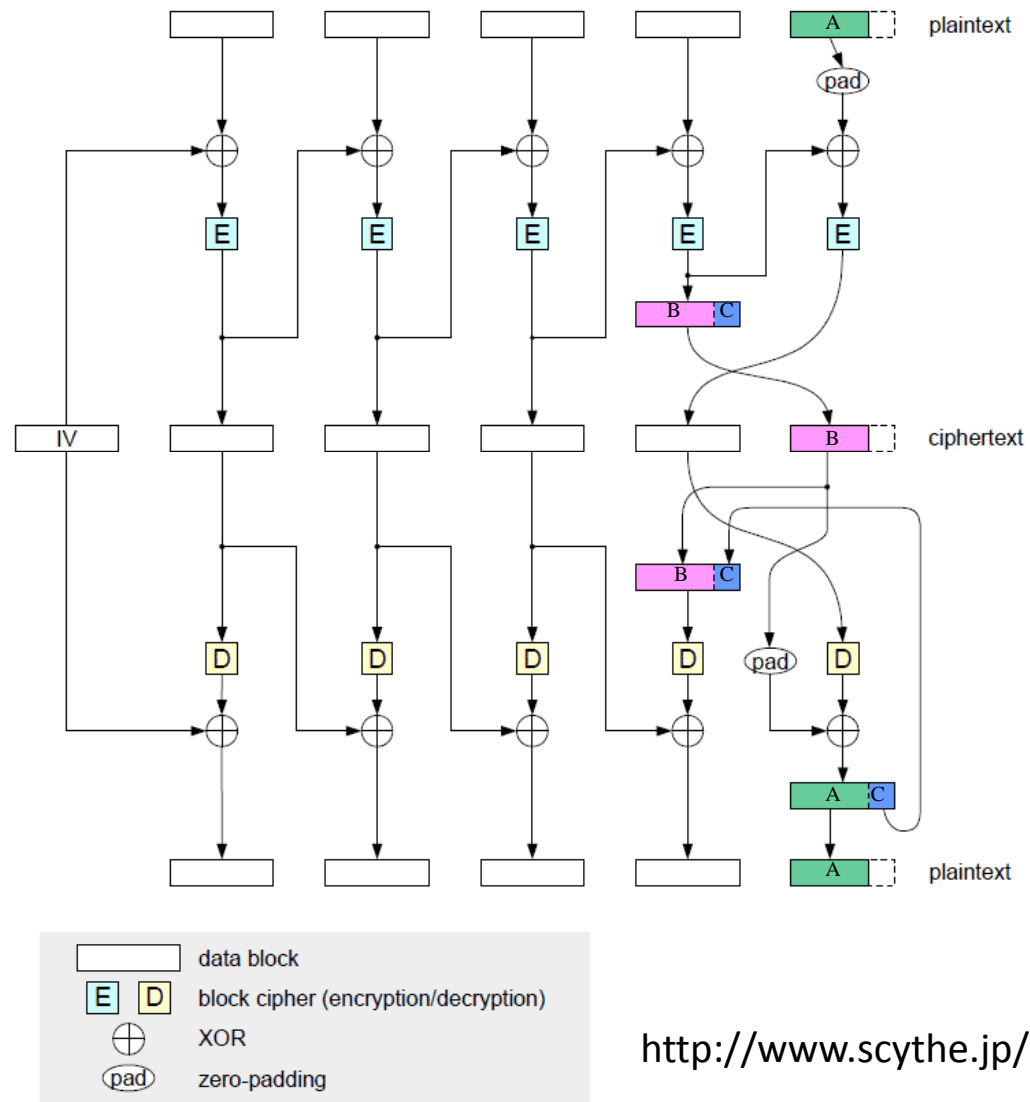 A plaintext
pad
E E E E E
B C
IV B ciphertext
B C
D D D D pad D
A C
A plaintext
data block
E D block cipher (encryption/decryption)
XOR
pad zero-padding
http://www.scythe.jp/